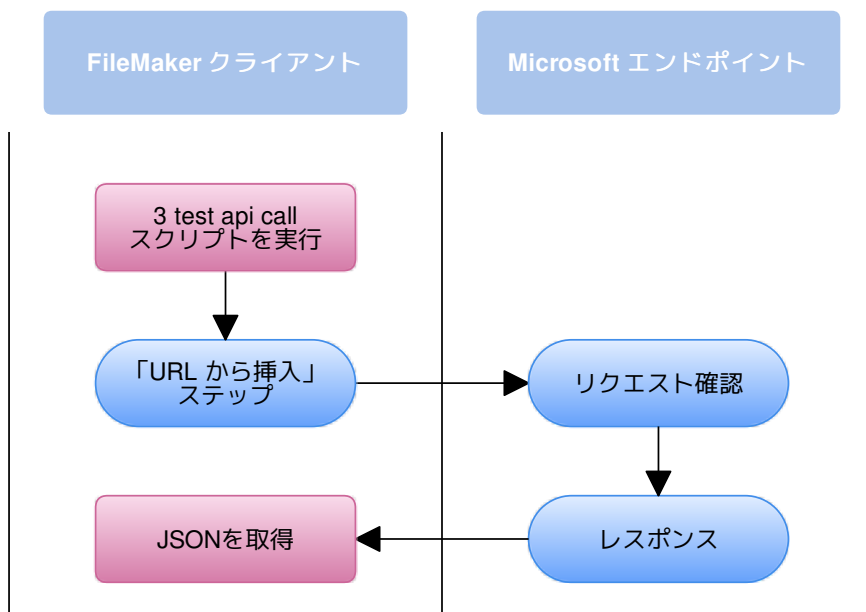 FileMaker クライアント
Microsoft エンドポイント
3 test api call
スクリプトを実行
「URL から挿入」
ステップ
リクエスト確認
JSONを取得
レスポンス